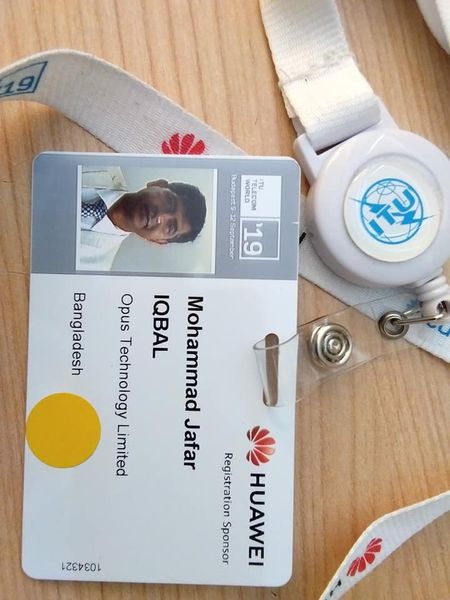 ITU
TELECOM
WORLD
'19
Budapest 9-12 September
HUAWEI
Registration Sponsor
Mohammad Jafar
IQBAL
Opus Technology Limited
Bangladesh
1034321
ITU
'19